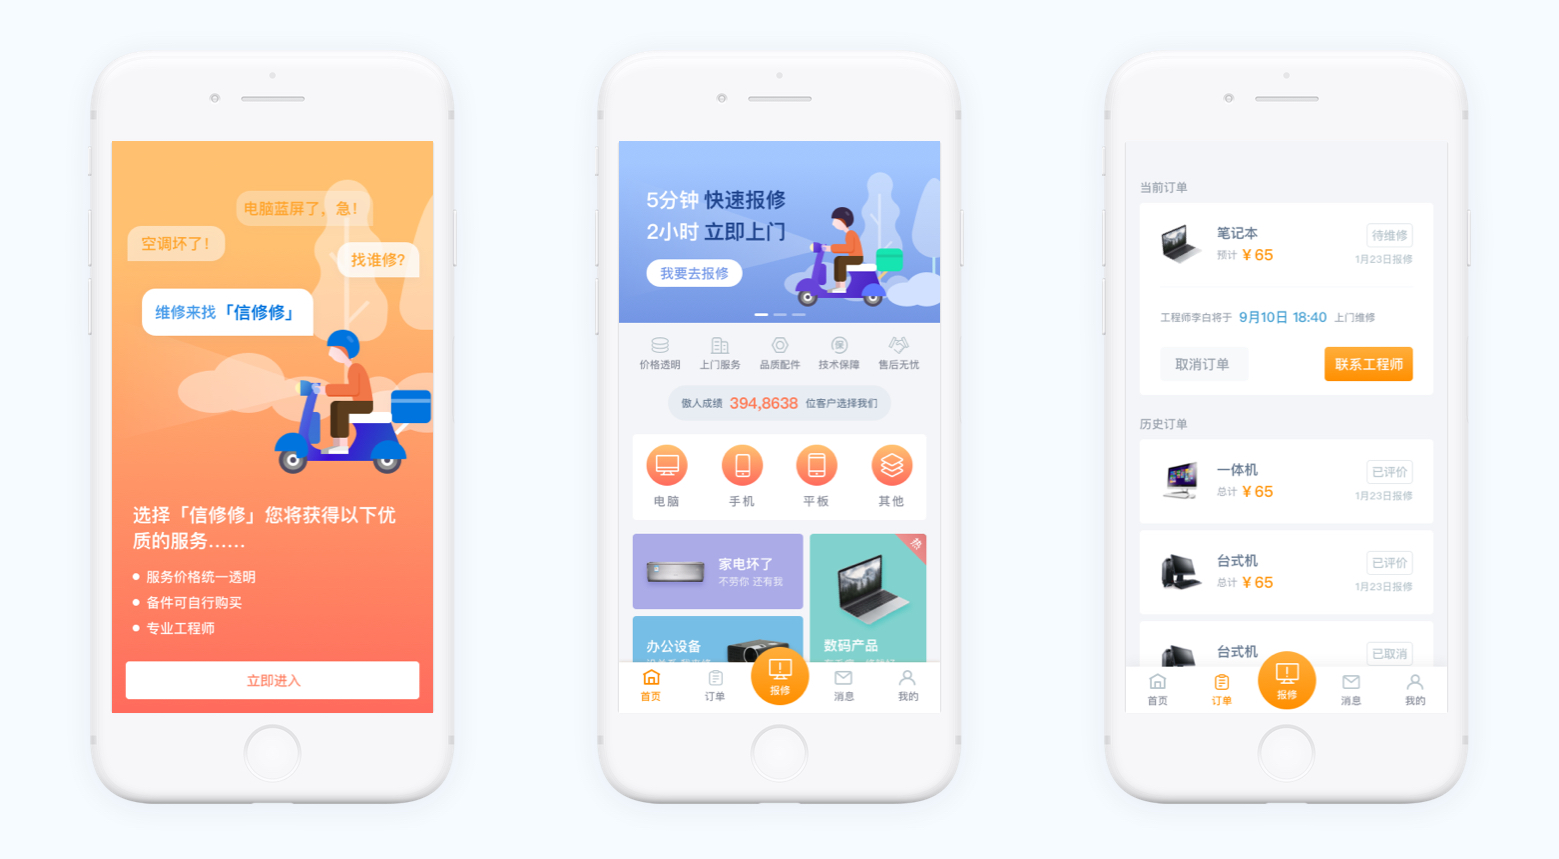 电脑蓝屏了，急！
空调坏了！
找谁修？
维修来找「信修修」
选择「信修修」您将获得以下优
质的服务……
服务价格统一透明
备件可自行购买
专业工程师
立即进入
5分钟 快速报修
2小时 立即上门
我要去报修
价格透明 上门服务 品质配件 技术保障 售后无忧
保
傲人成绩 394,8638 位客户选择我们
电脑 手机 平板 其他
家电坏了
不劳你 还有我
热
办公设备
数码产品
首页 订单 报修 消息 我的
当前订单
笔记本
待维修
预计 ¥ 65
1月23日报修
工程师李白将于 9月10日 18:40 上门维修
取消订单
联系工程师
历史订单
一体机
已评价
总计 ¥ 65
1月23日报修
台式机
已评价
总计 ¥ 65
1月23日报修
台式机
已取消
首页 订单 报修 消息 我的